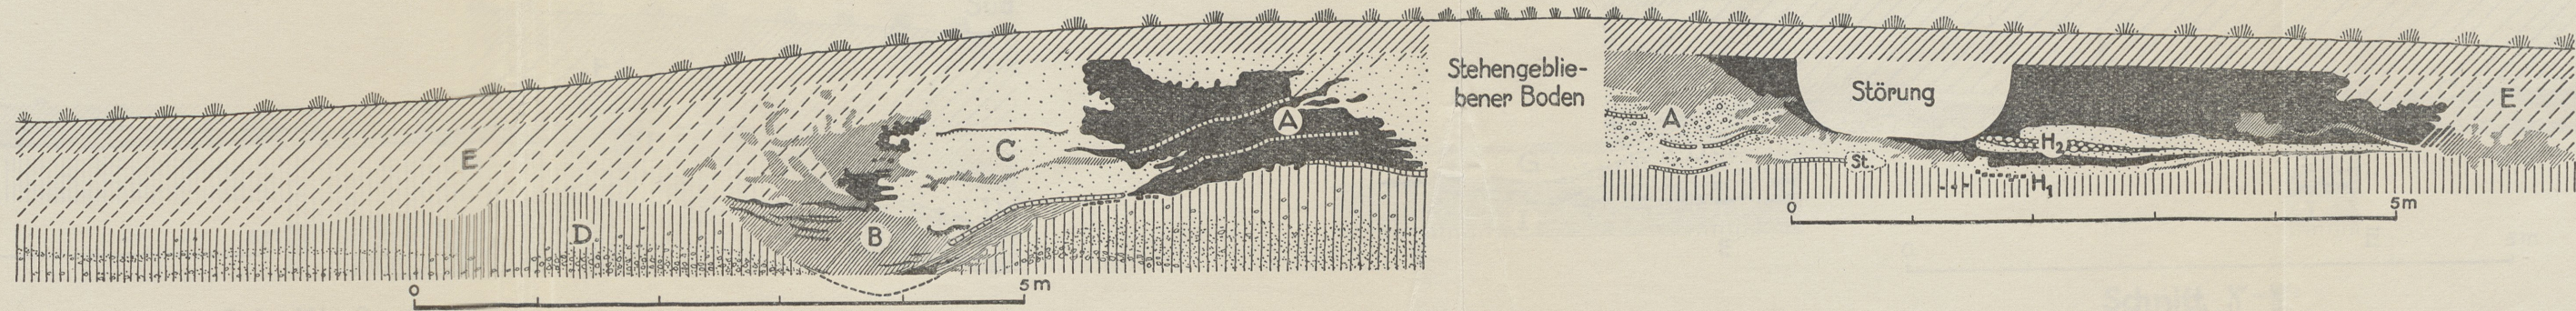 E
D
B
C
A
Stehengeblie-
bener Boden
A
Störung
St.
H₂
H₁
E
0 5m
0 5m